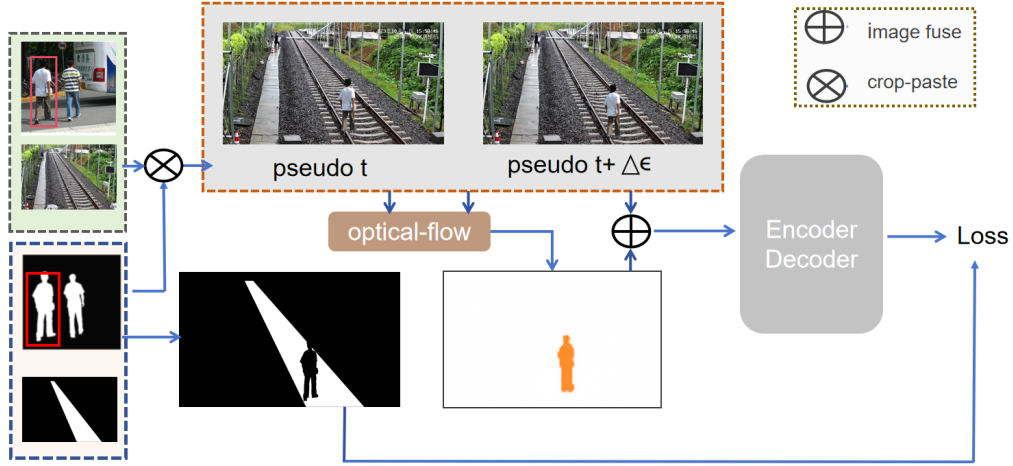 image fuse
crop-paste
pseudo t
pseudo t+ △ϵ
optical-flow
Encoder
Decoder
Loss